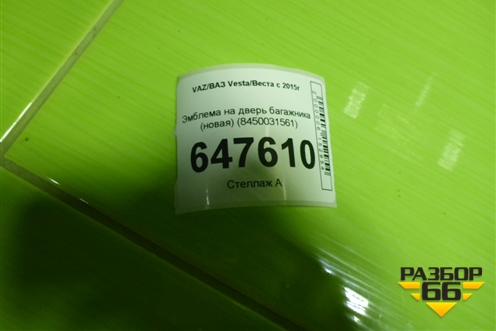 VAZ/ВАЗ Vesta/Веста с 2015г
Эмблема на дверь багажника
(новая) (8450031561)
647610
Стеллаж А
РАЗБОР
66